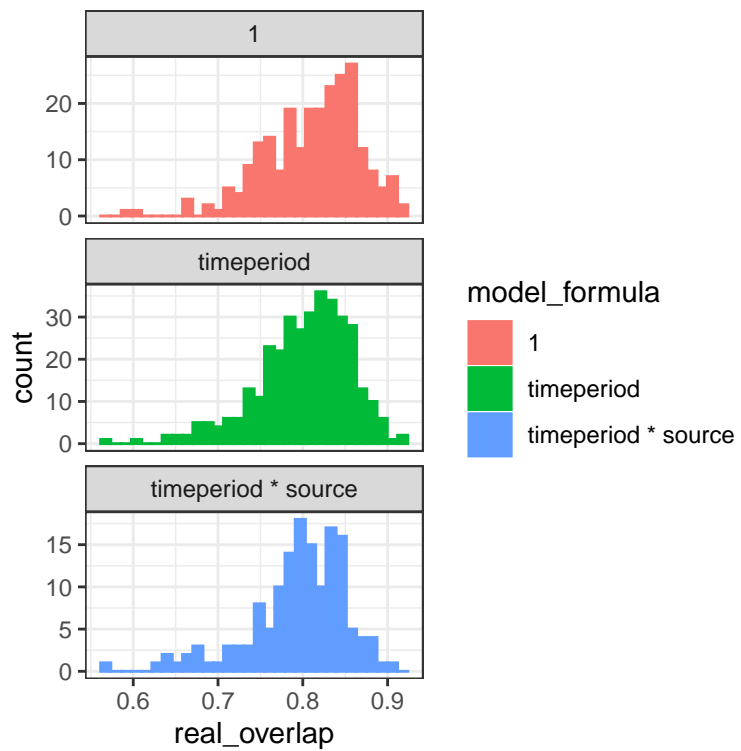 1
20
10
0
timeperiod
30
20
10
0
count
timeperiod * source
15
10
5
0
0.6 0.7 0.8 0.9
real_overlap
model_formula
1
timeperiod
timeperiod * source